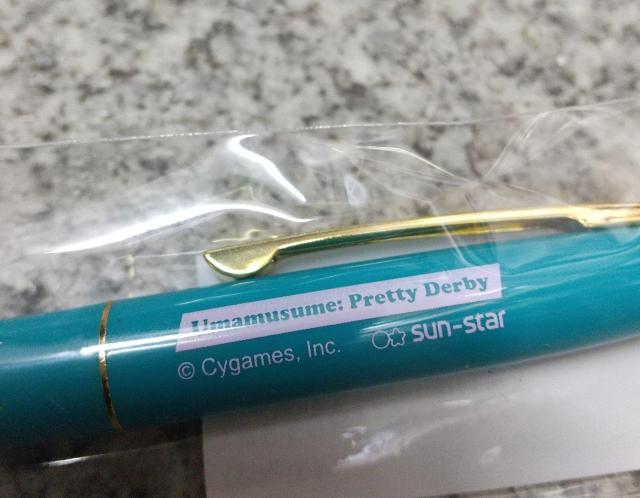 Umamusume: Pretty Derby
© Cygames, Inc.
sun-star